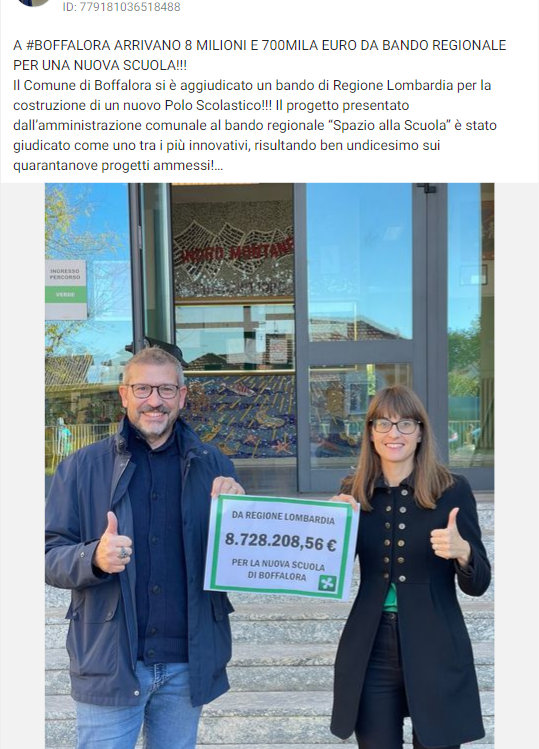 ID: 779181036518488
A #BOFFALORA ARRIVANO 8 MILIONI E 700MILA EURO DA BANDO REGIONALE
PER UNA NUOVA SCUOLA!!!
Il Comune di Boffalora si è aggiudicato un bando di Regione Lombardia per la
costruzione di un nuovo Polo Scolastico!!! Il progetto presentato
dall’amministrazione comunale al bando regionale “Spazio alla Scuola” è stato
giudicato come uno tra i più innovativi, risultando ben undicesimo sui
quarantanove progetti ammessi!...
INGRESSO
PERCORSO
VERDE
DA REGIONE LOMBARDIA
8.728.208,56 €
PER LA NUOVA SCUOLA
DI BOFFALORA